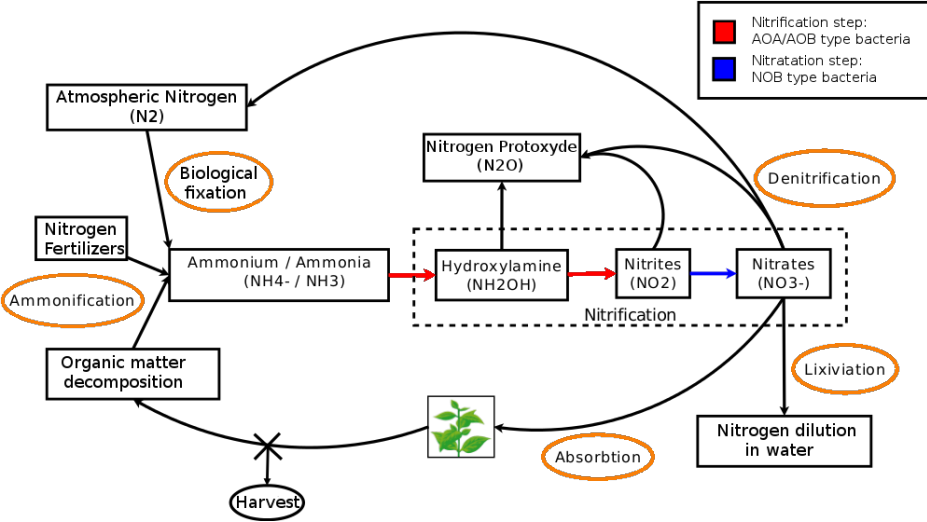 Nitrification step:
AOA/AOB type bacteria
Nitratation step:
NOB type bacteria
Atmospheric Nitrogen
(N2)
Biological
fixation
Nitrogen Protoxyde
(N2O)
Denitrification
Nitrogen
Fertilizers
Ammonium / Ammonia
(NH4- / NH3)
Hydroxylamine
(NH2OH)
Nitrites
(NO2)
Nitrates
(NO3-)
Nitrification
Ammonification
Organic matter
decomposition
Lixiviation
Nitrogen dilution
in water
Absorbtion
Harvest